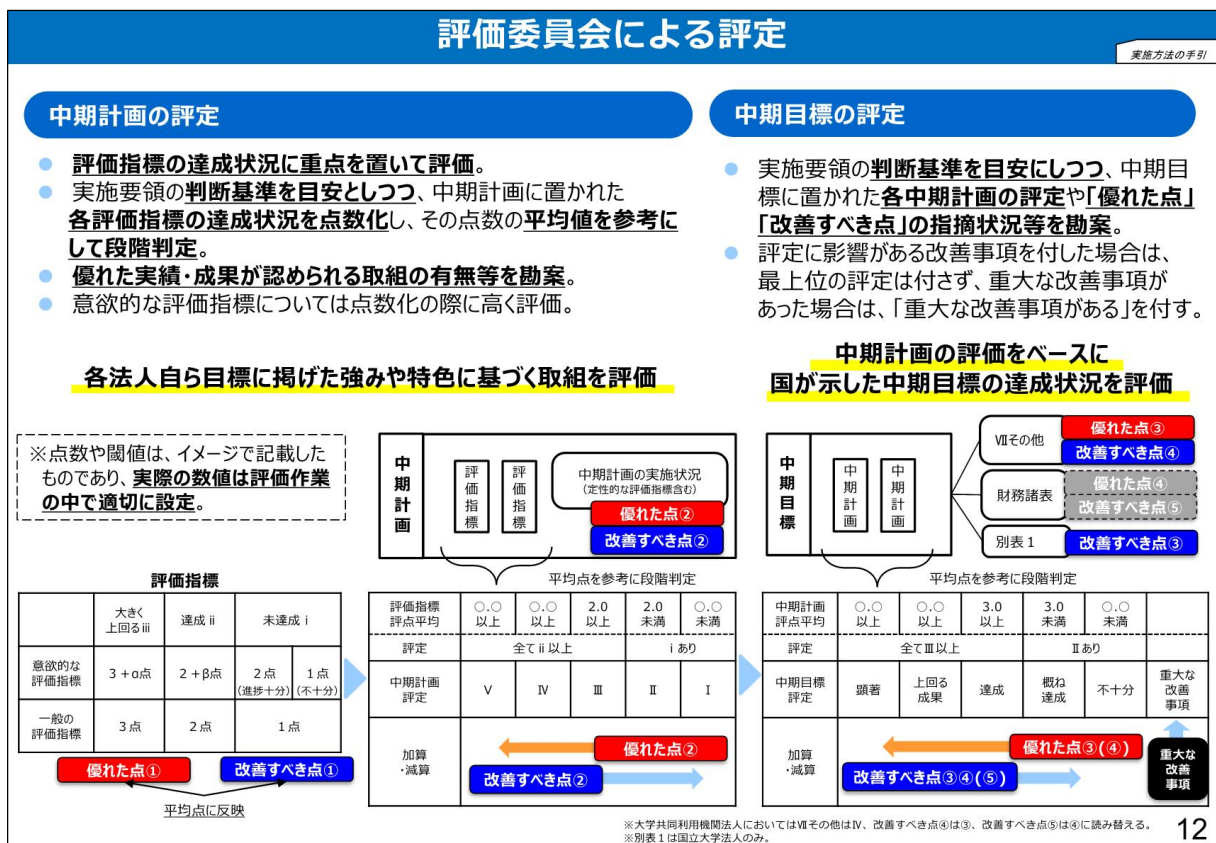 評価委員会による評定
実施方法の手引
中期計画の評定
● 評価指標の達成状況に重点を置いて評価。
● 実施要領の判断基準を目安としつつ、中期計画に置かれた
各評価指標の達成状況を点数化し、その点数の平均値を参考に
して段階判定。
● 優れた実績・成果が認められる取組の有無等を勘案。
● 意欲的な評価指標については点数化の際に高く評価。
各法人自ら目標に掲げた強みや特色に基づく取組を評価
中期目標の評定
● 実施要領の判断基準を目安にしつつ、中期目
標に置かれた各中期計画の評定や「優れた点」
「改善すべき点」の指摘状況等を勘案。
● 評定に影響がある改善事項を付した場合は、
最上位の評定は付さず、重大な改善事項が
あった場合は、「重大な改善事項がある」を付す。
中期計画の評価をベースに
国が示した中期目標の達成状況を評価
※点数や閾値は、イメージで記載した
ものであり、実際の数値は評価作業
の中で適切に設定。
評価指標
大きく
上回るⅲ
達成ⅱ
未達成ⅰ
意欲的な
評価指標
3+α点
2+β点
2点
(進捗十分)
1点
(不十分)
一般の
評価指標
3点
2点
1点
優れた点①
改善すべき点①
平均点に反映
中期計画
評価指標
評価指標
中期計画の実施状況
(定性的な評価指標含む)
優れた点②
改善すべき点②
平均点を参考に段階判定
評価指標
評点平均
○.○
以上
○.○
以上
2.0
以上
2.0
未満
○.○
未満
評定
全てⅱ以上
ⅰあり
中期計画
評定
Ⅴ
Ⅳ
Ⅲ
Ⅱ
Ⅰ
加算
・減算
優れた点②
改善すべき点②
中期目標
中期計画
中期計画
Ⅶその他
優れた点③
改善すべき点④
財務諸表
優れた点④
改善すべき点⑤
別表1
改善すべき点③
平均点を参考に段階判定
中期計画
評点平均
○.○
以上
○.○
以上
3.0
以上
3.0
未満
○.○
未満
評定
全てⅢ以上
Ⅱあり
中期目標
評定
顕著
上回る
成果
達成
概ね
達成
不十分
重大な
改善
事項
加算
・減算
優れた点③(④)
改善すべき点③④(⑤)
重大な
改善
事項
※大学共同利用機関法人においてはⅦその他はⅣ、改善すべき点④は③、改善すべき点⑤は④に読み替える。
※別表1は国立大学法人のみ。
12